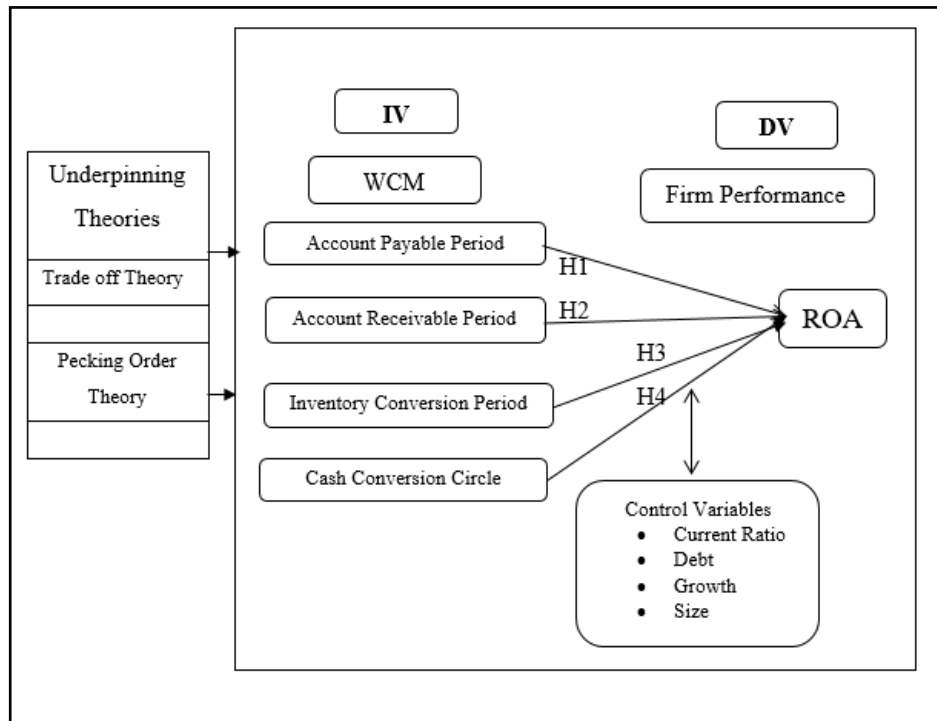 Underpinning
Theories
Trade off Theory
Pecking Order
Theory
IV
WCM
Account Payable Period
Account Receivable Period
Inventory Conversion Period
Cash Conversion Circle
H1
H2
H3
H4
DV
Firm Performance
ROA
Control Variables
• Current Ratio
• Debt
• Growth
• Size